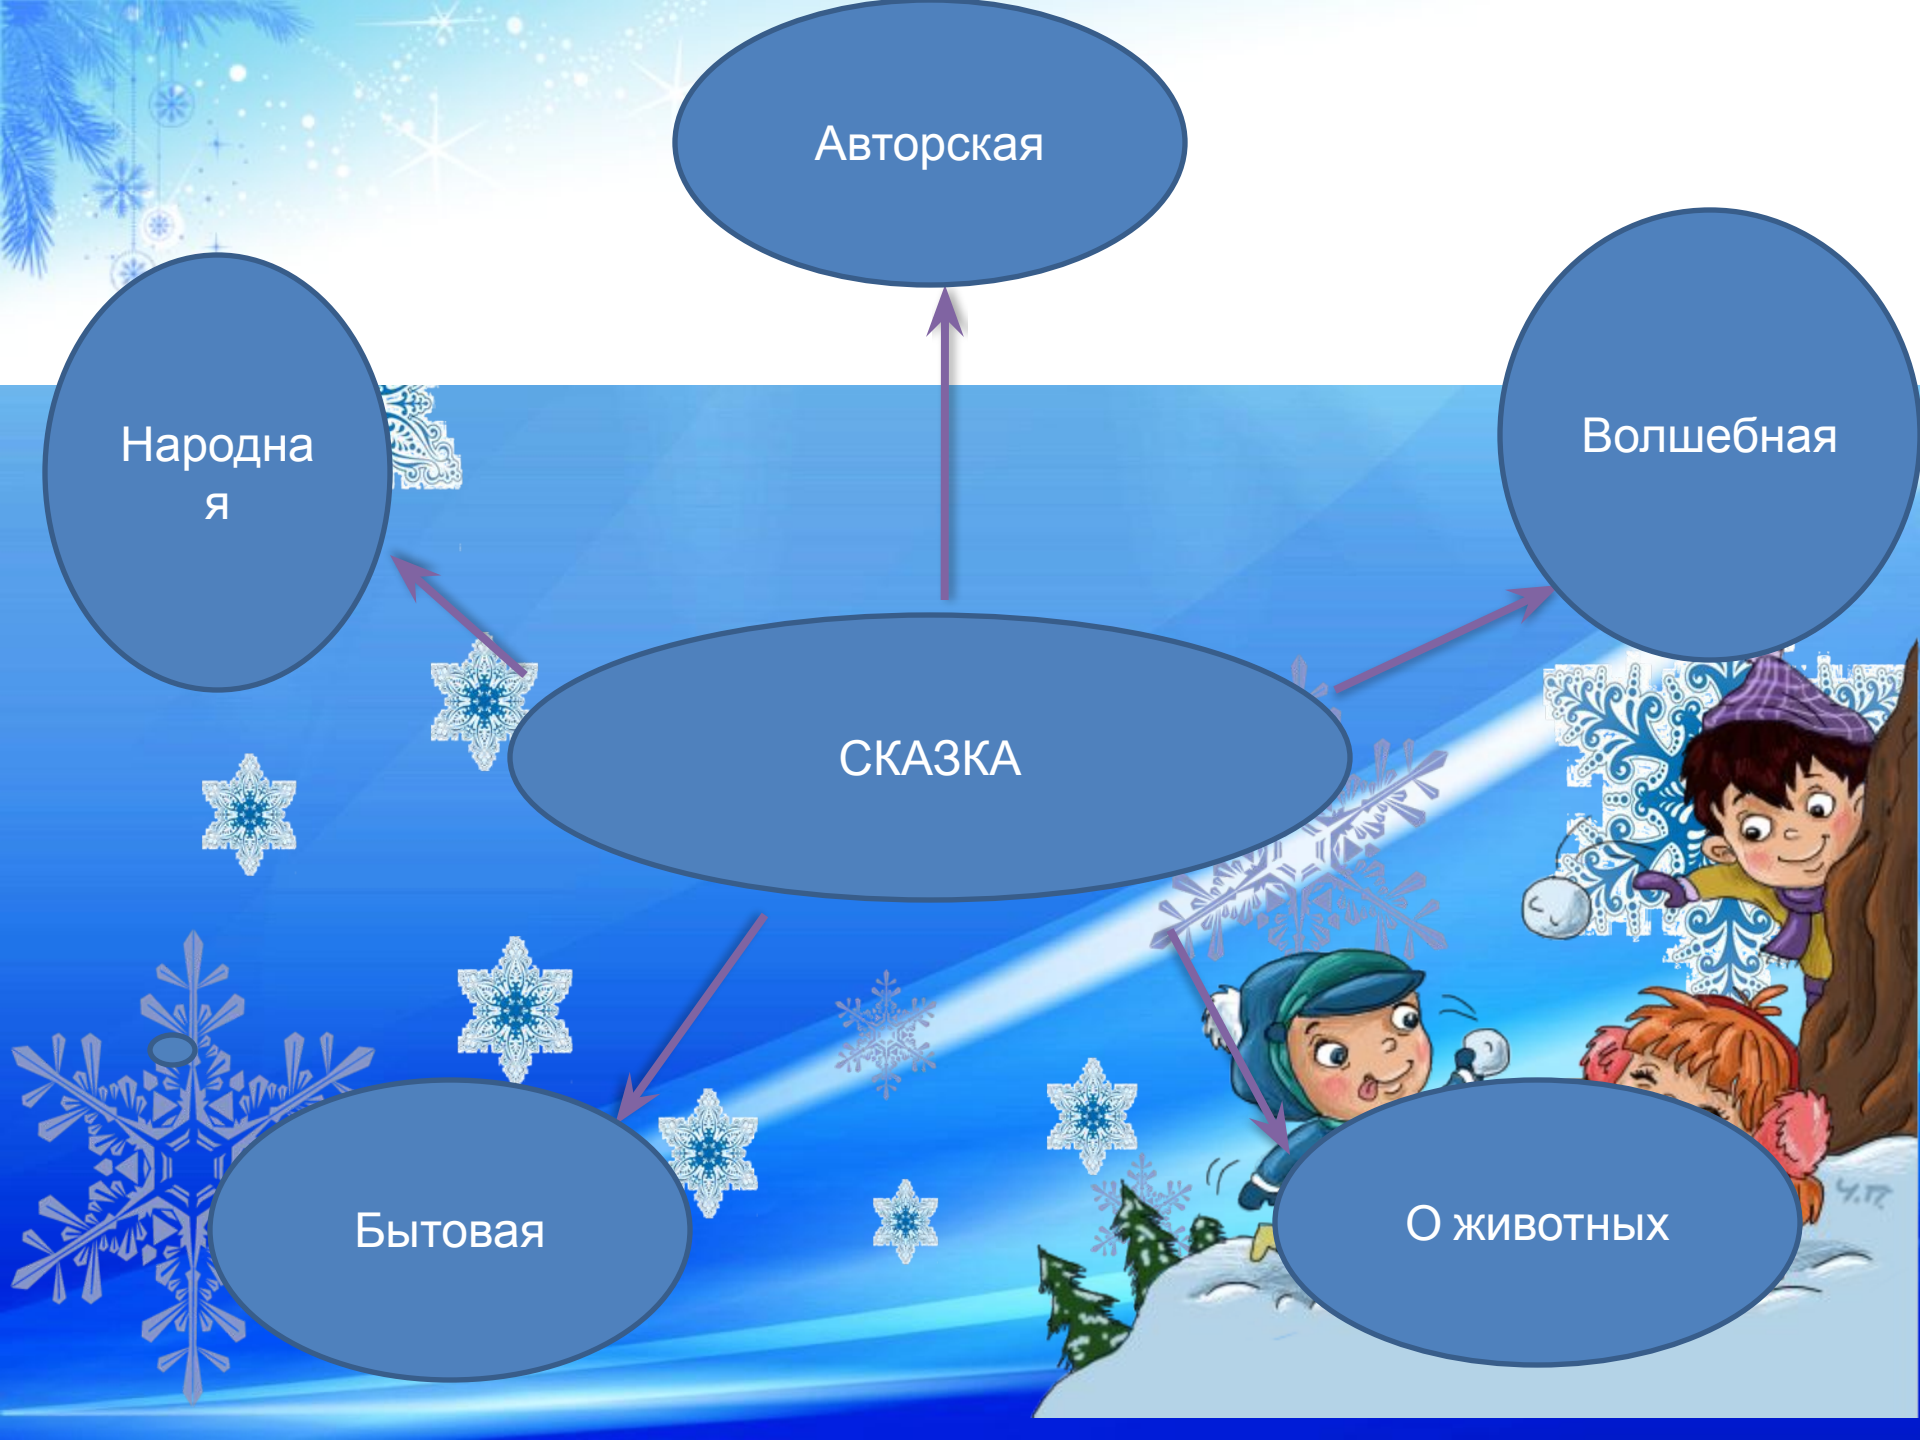 Авторская
Волшебная
Народна
я
СКАЗКА
Бытовая
О животных
Ч.П.